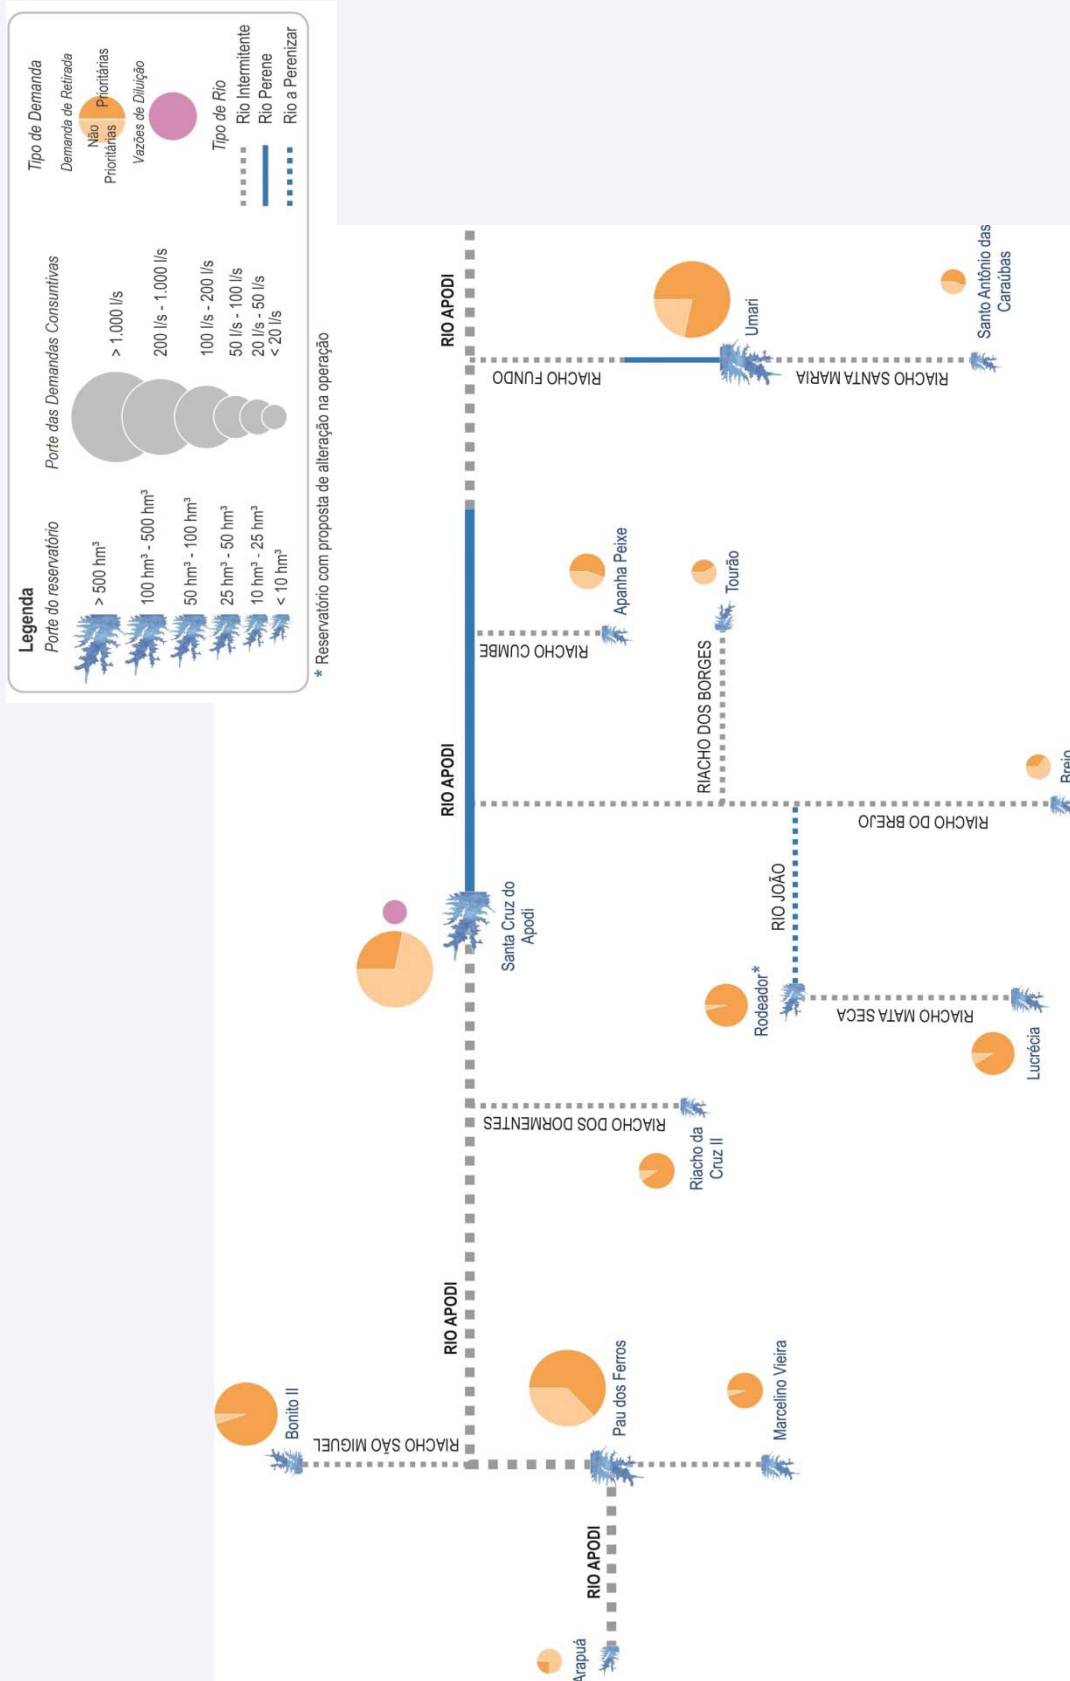 Legenda
Porte do reservatório
> 500 hm³
100 hm³ - 500 hm³
50 hm³ - 100 hm³
25 hm³ - 50 hm³
10 hm³ - 25 hm³
< 10 hm³
Porte das Demandas Consuntivas
> 1.000 l/s
200 l/s - 1.000 l/s
100 l/s - 200 l/s
50 l/s - 100 l/s
20 l/s - 50 l/s
< 20 l/s
Tipo de Demanda
Demanda de Retirada
Não
Prioritárias
Prioritárias
Vazões de Diluição
Tipo de Rio
Rio Intermitente
Rio Perene
Rio a Perenizar
* Reservatório com proposta de alteração na operação
Bonito II
RIACHO SÃO MIGUEL
RIO APODI
RIO APODI
RIO APODI
Santa Cruz do
Apodi
RIACHO FUNDO
Umari
RIACHO SANTA MARIA
Santo Antônio das
Caraúbas
RIACHO CUMBE
Apanha Peixe
RIACHO DOS BORGES
Tourão
RIACHO DO BREJO
Brejo
RIO JOÃO
Rodeador*
RIACHO MATA SECA
Lucrécia
RIACHO DOS DORMENTES
Riacho da
Cruz II
Pau dos Ferros
Marcelino Vieira
RIO APODI
Arapuá